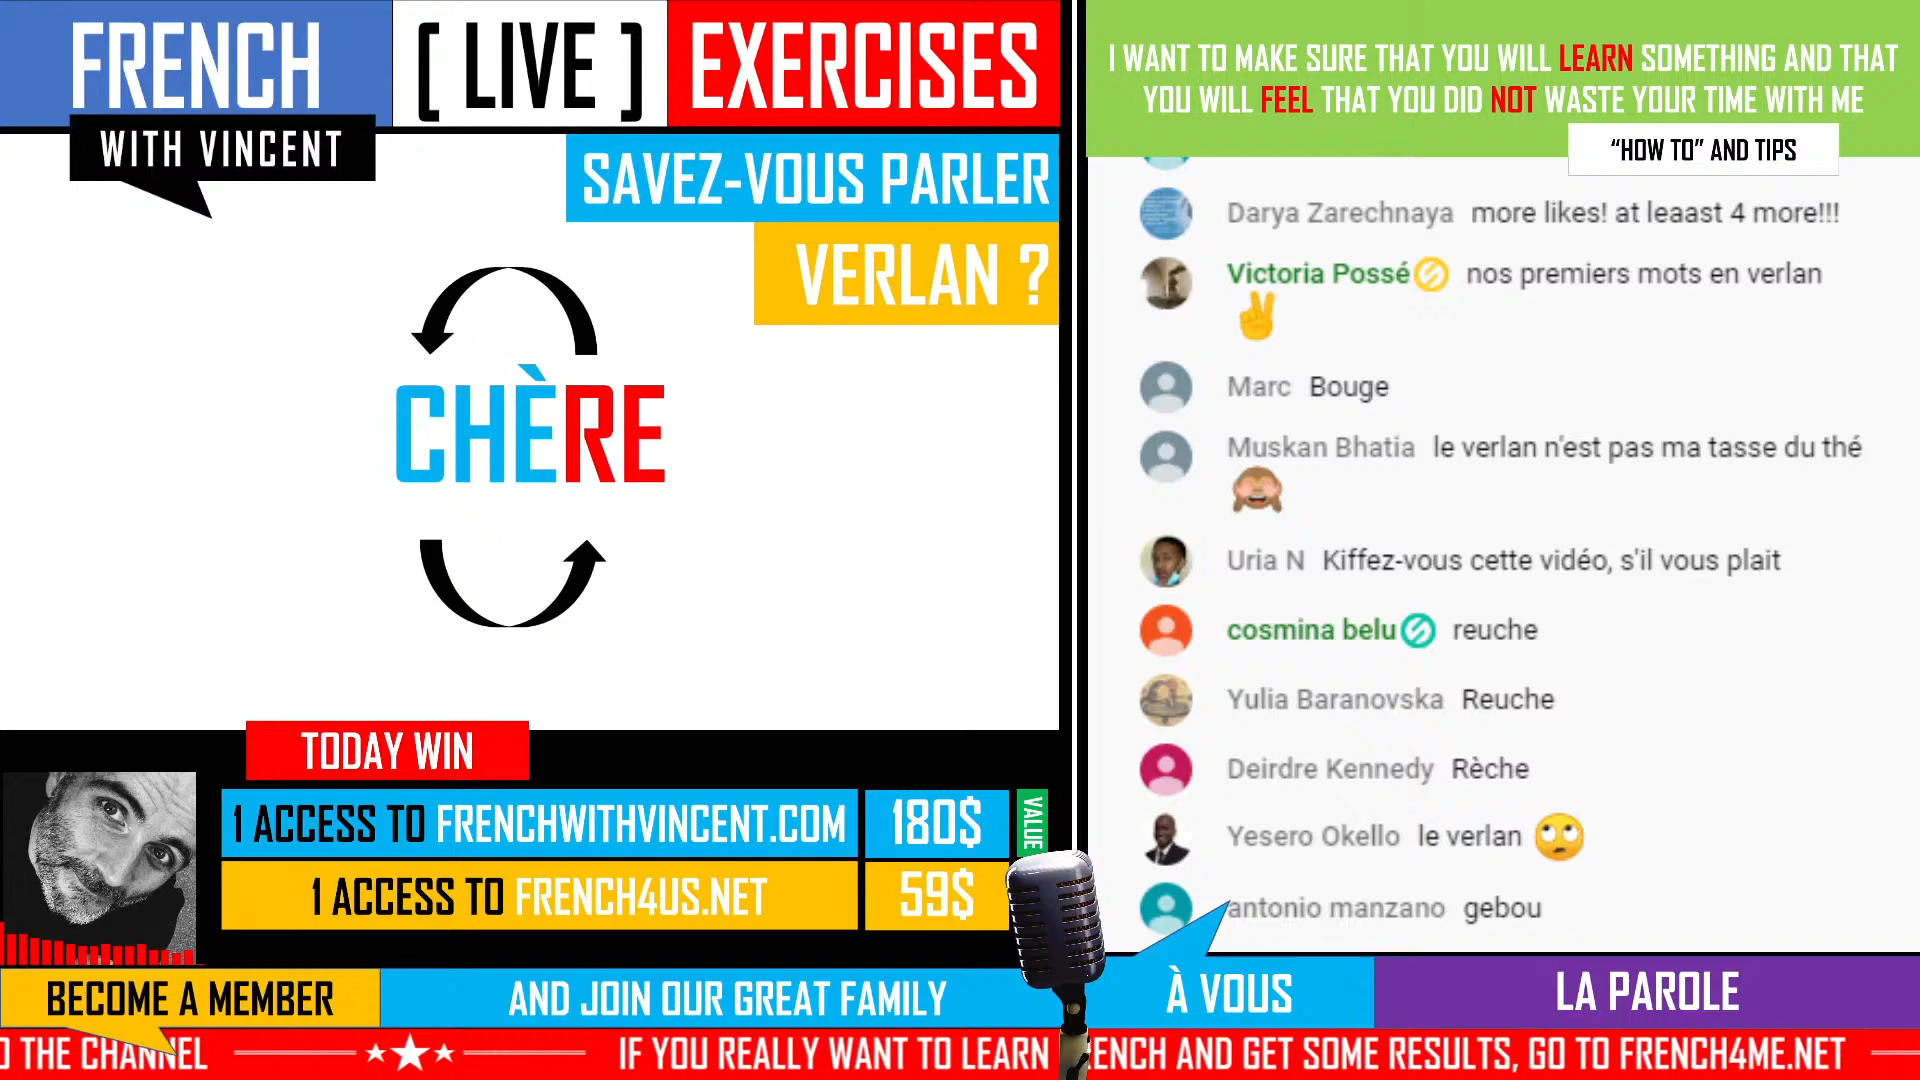 FRENCH
[ LIVE ]
EXERCISES
WITH VINCENT
SAVEZ-VOUS PARLER
VERLAN ?
CHÈRE
TODAY WIN
1 ACCESS TO FRENCHWITHVINCENT.COM
180$
VALUE
1 ACCESS TO FRENCH4US.NET
59$
BECOME A MEMBER
AND JOIN OUR GREAT FAMILY
I WANT TO MAKE SURE THAT YOU WILL LEARN SOMETHING AND THAT
YOU WILL FEEL THAT YOU DID NOT WASTE YOUR TIME WITH ME
“HOW TO” AND TIPS
Darya Zarechnaya more likes! at leaast 4 more!!!
Victoria Possé nos premiers mots en verlan
Marc Bouge
Muskan Bhatia le verlan n'est pas ma tasse du thé
Uria N Kiffez-vous cette vidéo, s'il vous plait
cosmina belu reuche
Yulia Baranovska Reuche
Deirdre Kennedy Rèche
Yesero Okello le verlan
antonio manzano gebou
À VOUS
LA PAROLE
O THE CHANNEL
IF YOU REALLY WANT TO LEARN ENCH AND GET SOME RESULTS, GO TO FRENCH4ME.NET